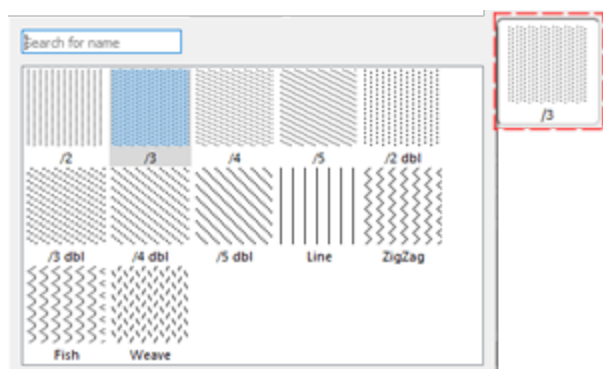 Search for name
/2 /3 /4 /5 /2 dbl
/3 dbl /4 dbl /5 dbl Line ZigZag
Fish Weave
/3